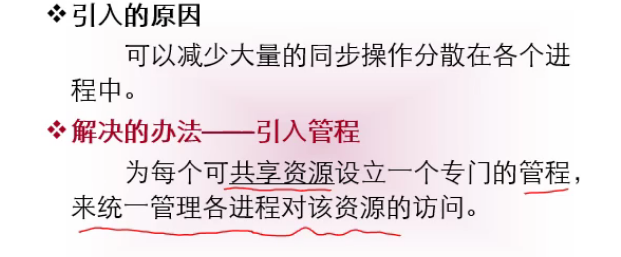 ❖引入的原因
可以减少大量的同步操作分散在各个进
程中。
❖解决的办法——引入管程
为每个可共享资源设立一个专门的管程，
来统一管理各进程对该资源的访问。